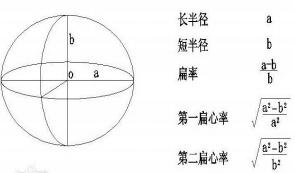 b
a
o
长半径 a
短半径 b
扁率 a-b/b
第一扁心率 √(a²-b²/a²)
第二扁心率 √(a²-b²/b²)